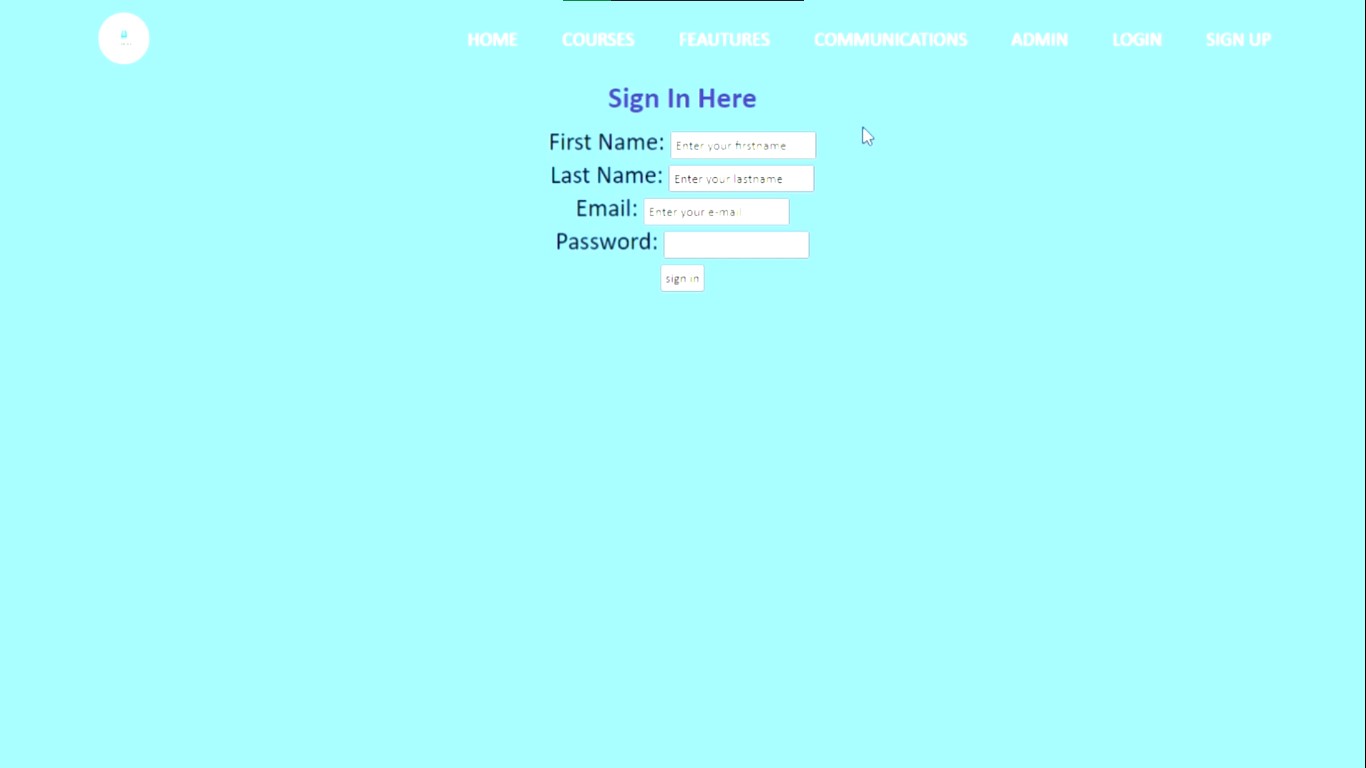 HOME COURSES FEAUTURES COMMUNICATIONS ADMIN LOGIN SIGN UP
Sign In Here
First Name: Enter your firstname
Last Name: Enter your lastname
Email: Enter your e-mail
Password:
sign in